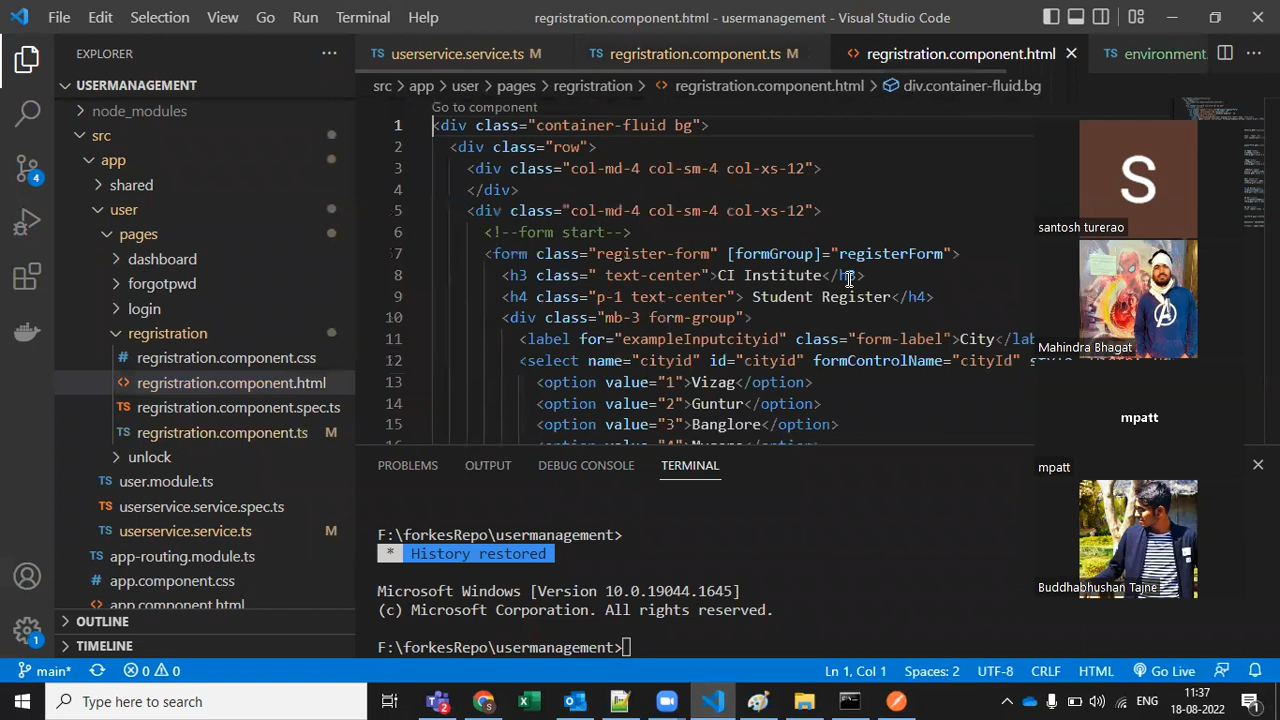 File Edit Selection View Go Run Terminal Help
regristration.component.html - usermanagement - Visual Studio Code
EXPLORER
USERMANAGEMENT
node_modules
src
app
shared
user
pages
dashboard
forgotpwd
login
regristration
regristration.component.css
regristration.component.html
regristration.component.spec.ts
regristration.component.ts M
unlock
user.module.ts
userservice.service.spec.ts
userservice.service.ts M
app-routing.module.ts
app.component.css
app.component.html
OUTLINE
TIMELINE
userservice.service.ts M
regristration.component.ts M
regristration.component.html
environment.
src > app > user > pages > regristration > regristration.component.html > div.container-fluid.bg
Go to component
1 <div class="container-fluid bg">
2 <div class="row">
3 <div class="col-md-4 col-sm-4 col-xs-12">
4 </div>
5 <div class="col-md-4 col-sm-4 col-xs-12">
6 <!--form start-->
7 <form class="register-form" [formGroup]="registerForm">
8 <h3 class=" text-center">CI Institute</h3>
9 <h4 class="p-1 text-center"> Student Register</h4>
10 <div class="mb-3 form-group">
11 <label for="exampleInputcityid" class="form-label">City</la
12 <select name="cityid" id="cityid" formControlName="cityId"
13 <option value="1">Vizag</option>
14 <option value="2">Guntur</option>
15 <option value="3">Banglore</option>
S
santosh turerao
Mahindra Bhagat
mpatt
mpatt
Buddhabhushan Tajne
PROBLEMS OUTPUT DEBUG CONSOLE TERMINAL
F:\forkesRepo\usermanagement>
* History restored
Microsoft Windows [Version 10.0.19044.1645]
(c) Microsoft Corporation. All rights reserved.
F:\forkesRepo\usermanagement>
4
1
main* 0 0
Ln 1, Col 1 Spaces: 2 UTF-8 CRLF HTML Go Live
Type here to search
ENG
11:37
18-08-2022
1